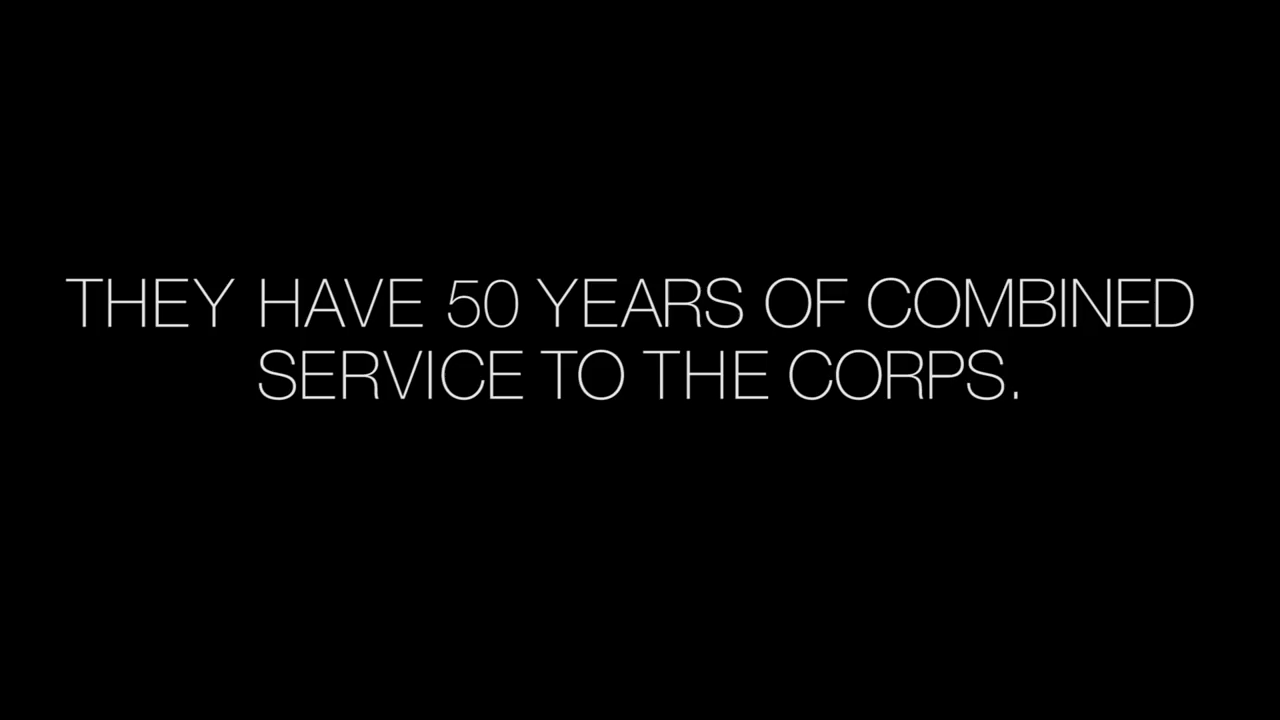 THEY HAVE 50 YEARS OF COMBINED
SERVICE TO THE CORPS.